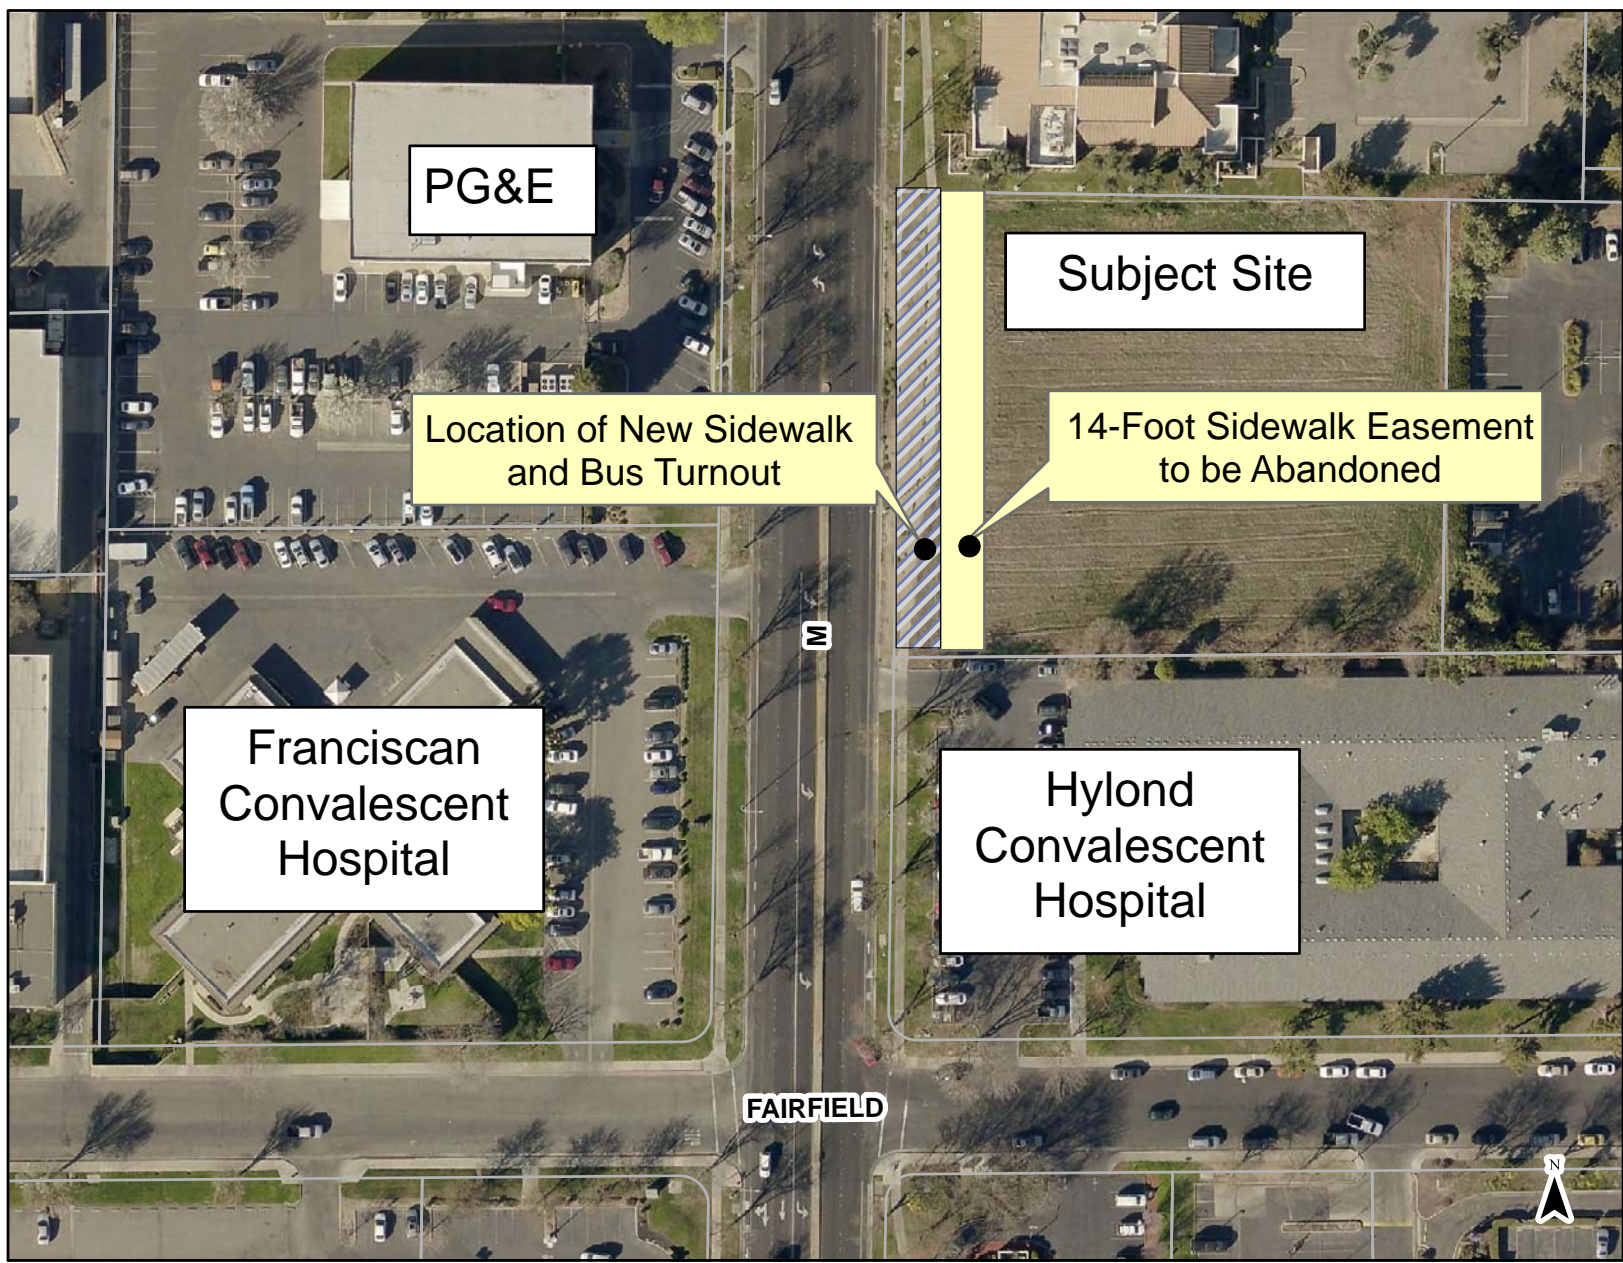 PG&E
Subject Site
Location of New Sidewalk
and Bus Turnout
14-Foot Sidewalk Easement
to be Abandoned
M
Franciscan
Convalescent
Hospital
Hylond
Convalescent
Hospital
FAIRFIELD
N